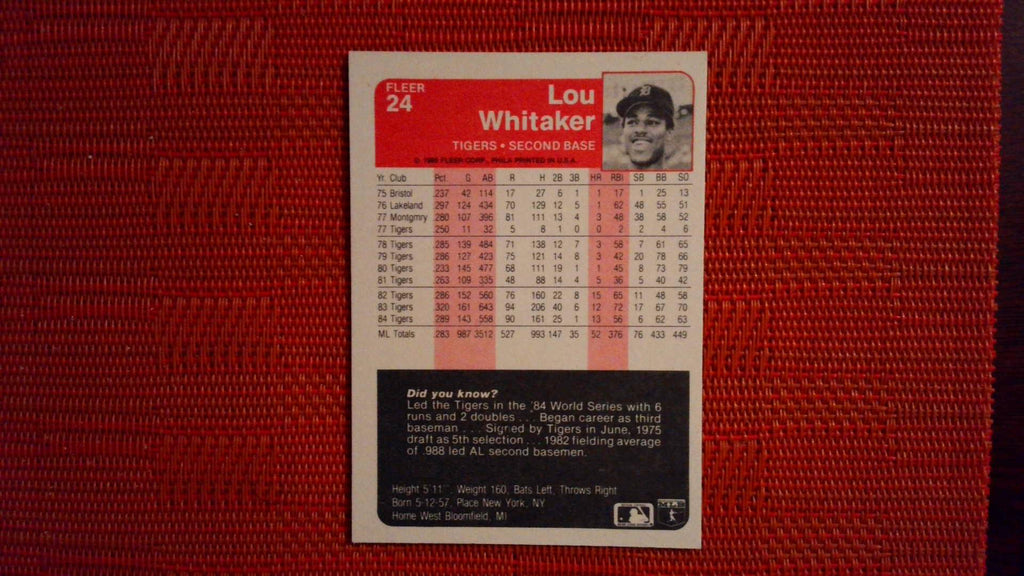 FLEER
24
Lou
Whitaker
TIGERS • SECOND BASE
© 1985 FLEER CORP., PHILA PRINTED IN U.S.A.
Yr. Club Pct. G AB R H 2B 3B HR RBI SB BB SO
75 Bristol 237 42 114 17 27 6 1 1 17 1 25 13
76 Lakeland 297 124 434 70 129 12 5 1 62 48 55 51
77 Montgmry 280 107 396 81 111 13 4 3 48 38 58 52
77 Tigers 250 11 32 5 8 1 0 0 2 2 4 6
78 Tigers 285 139 484 71 138 12 7 3 58 7 61 65
79 Tigers 286 127 423 75 121 14 8 3 42 20 78 66
80 Tigers 233 145 477 68 111 19 1 1 45 8 73 79
81 Tigers 263 109 335 48 88 14 4 5 36 5 40 42
82 Tigers 286 152 560 76 160 22 8 15 65 11 48 58
83 Tigers 320 161 643 94 206 40 6 12 72 17 67 70
84 Tigers 289 143 558 90 161 25 1 13 56 6 62 63
ML Totals 283 987 3512 527 993 147 35 52 376 76 433 449
Did you know?
Led the Tigers in the '84 World Series with 6
runs and 2 doubles . . . Began career as third
baseman . . . Signed by Tigers in June, 1975
draft as 5th selection . . . 1982 fielding average
of .988 led AL second basemen.
Height 5'11". Weight 160, Bats Left, Throws Right
Born 5-12-57, Place New York, NY
Home West Bloomfield, MI